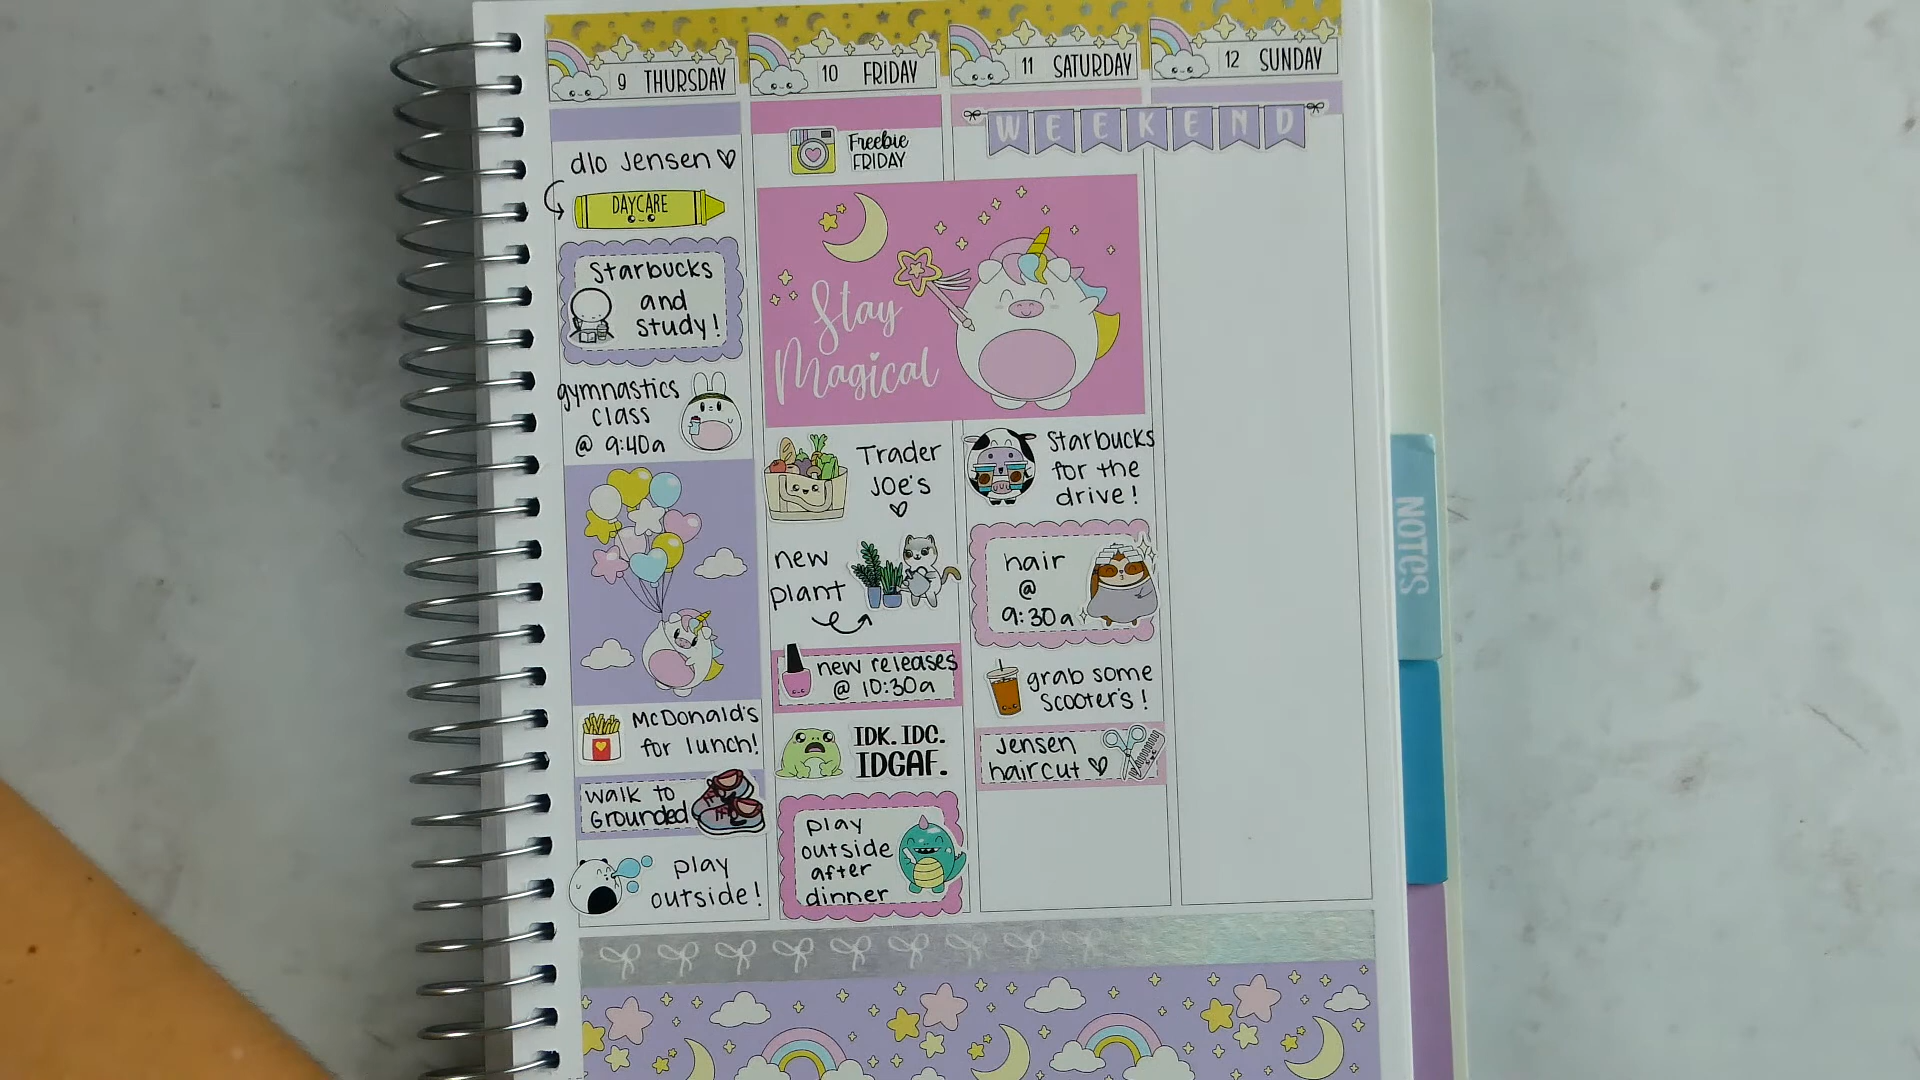 9 THURSDAY
10 FRIDAY
11 SATURDAY
12 SUNDAY
WEEKEND
d/o Jensen
DAYCARE
Starbucks
and
study!
gymnastics
class
@ 9:40a
McDonald's
for lunch!
walk to
Grounded
play
outside!
Freebie
FRIDAY
Stay
Magical
Trader
Joe's
new
plant
new releases
@ 10:30a
IDK. IDC.
IDGAF.
play
outside
after
dinner
Starbucks
for the
drive!
hair
@
9:30a
grab some
Scooter's!
Jensen
haircut
NOTES